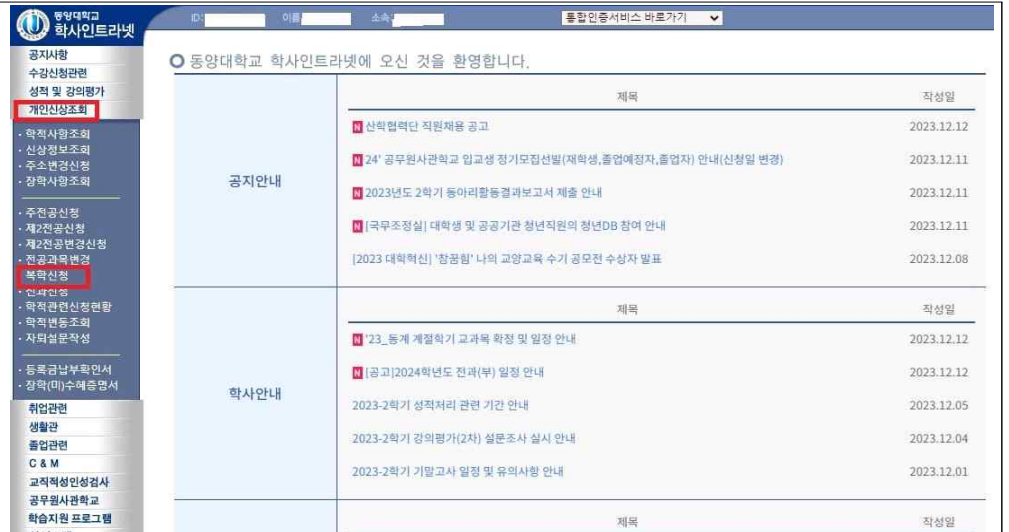 동양대학교
학사인트라넷
ID: 이름 소속
통합인증서비스 바로가기
공지사항
수강신청관련
성적 및 강의평가
개인신상조회
· 학적사항조회
· 신상정보조회
· 주소변경신청
· 장학사항조회
· 주전공신청
· 제2전공신청
· 제2전공변경신청
· 전공과목변경
복학신청
· 전과신청
· 학적관련신청현황
· 학적변동조회
· 자퇴설문작성
· 등록금납부확인서
· 장학(미)수혜증명서
취업관련
생활관
졸업관련
C & M
교직적성인성검사
공무원사관학교
학습지원 프로그램
동양대학교 학사인트라넷에 오신 것을 환영합니다.
공지안내
제목 작성일
N 산학협력단 직원채용 공고 2023.12.12
N 24' 공무원사관학교 입교생 정기모집선발(재학생,졸업예정자,졸업자) 안내(신청일 변경) 2023.12.11
N 2023년도 2학기 동아리활동결과보고서 제출 안내 2023.12.11
N [국무조정실] 대학생 및 공공기관 청년직원의 청년DB 참여 안내 2023.12.11
[2023 대학혁신] '참꿈힘' 나의 교양교육 수기 공모전 수상자 발표 2023.12.08
학사안내
제목 작성일
N '23_동계 계절학기 교과목 확정 및 일정 안내 2023.12.12
N [공고]2024학년도 전과(부) 일정 안내 2023.12.12
2023-2학기 성적처리 관련 기간 안내 2023.12.05
2023-2학기 강의평가(2차) 설문조사 실시 안내 2023.12.04
2023-2학기 기말고사 일정 및 유의사항 안내 2023.12.01
제목 작성일